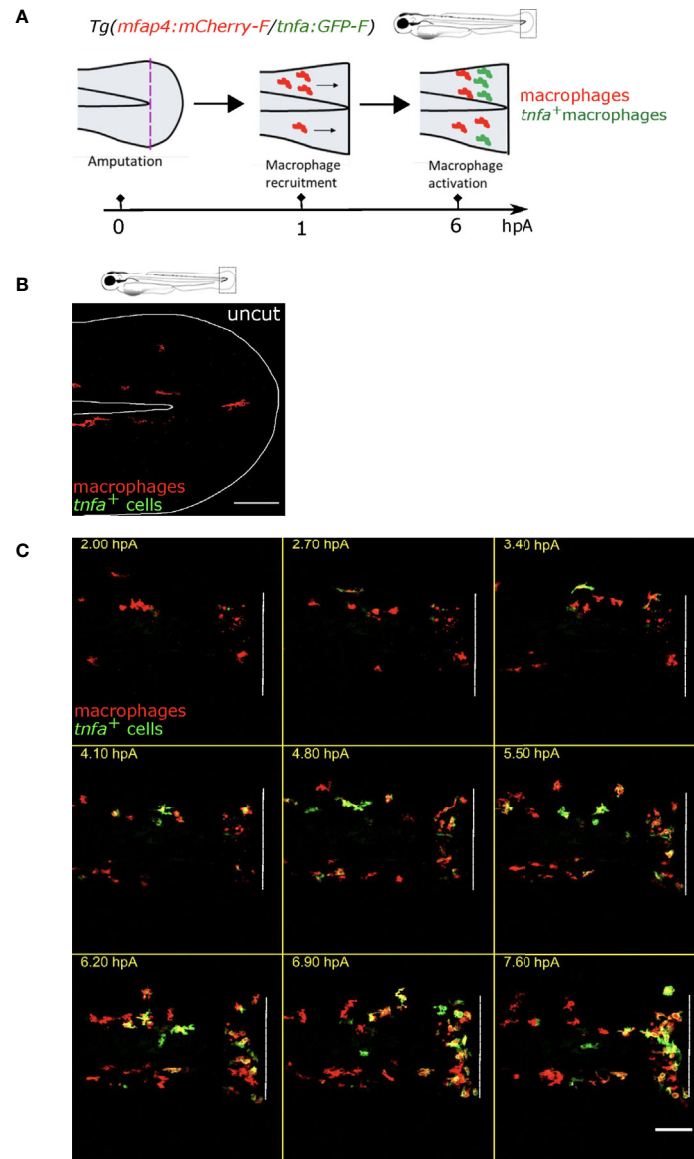 A
Tg(mfap4:mCherry-F/tnfa:GFP-F)
macrophages
tnfa+macrophages
Amputation
Macrophage
recruitment
Macrophage
activation
0
1
6
hpA
B
uncut
macrophages
tnfa+ cells
C
2.00 hpA
2.70 hpA
3.40 hpA
macrophages
tnfa+ cells
4.10 hpA
4.80 hpA
5.50 hpA
6.20 hpA
6.90 hpA
7.60 hpA